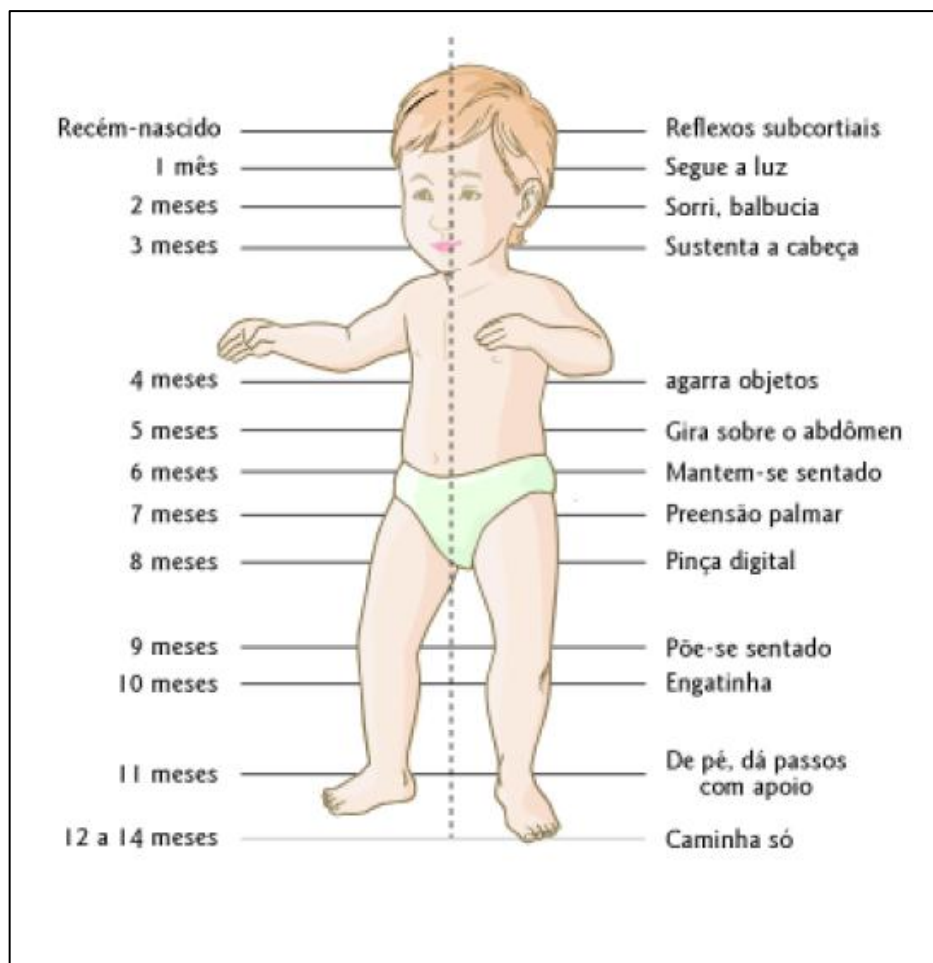 Recém-nascido Reflexos subcortiais
1 mês Segue a luz
2 meses Sorri, balbucia
3 meses Sustenta a cabeça
4 meses agarra objetos
5 meses Gira sobre o abdômen
6 meses Mantem-se sentado
7 meses Preensão palmar
8 meses Pinça digital
9 meses Põe-se sentado
10 meses Engatinha
11 meses De pé, dá passos
com apoio
12 a 14 meses Caminha só